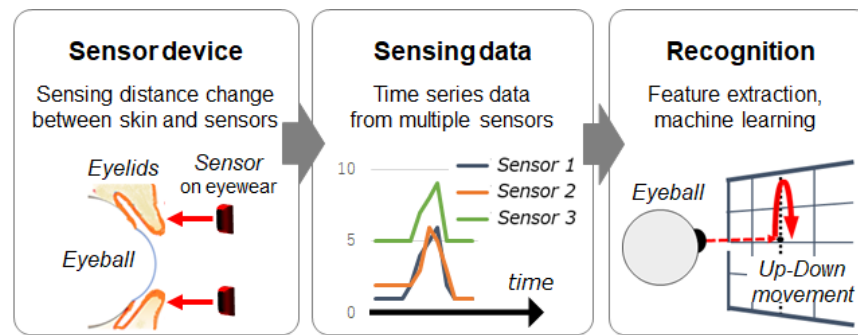 Sensor device
Sensing distance change
between skin and sensors
Eyelids
Sensor
on eyewear
Eyeball
Sensing data
Time series data
from multiple sensors
10
5
0
Sensor 1
Sensor 2
Sensor 3
time
Recognition
Feature extraction,
machine learning
Eyeball
Up-Down
movement